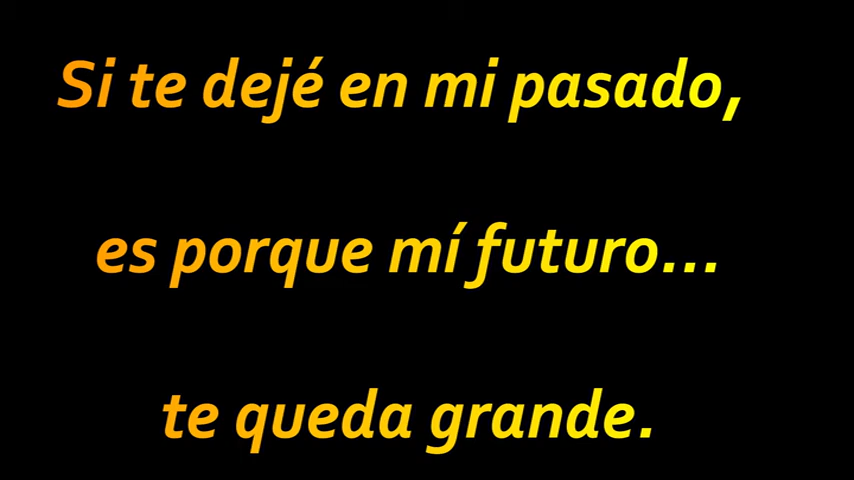 Si te dejé en mi pasado,
es porque mí futuro...
te queda grande.